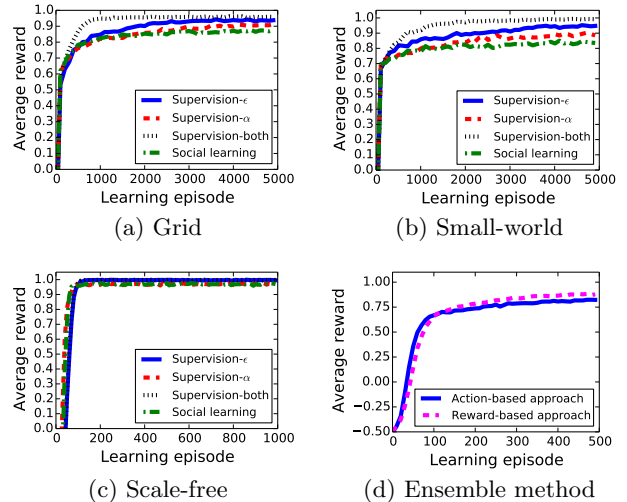 1.0
0.9
0.8
0.7
0.6
0.5
0.4
0.3
0.2
0.1
0.0
Average reward
Supervision-ϵ
Supervision-α
Supervision-both
Social learning
0 1000 2000 3000 4000 5000
Learning episode
(a) Grid
1.0
0.9
0.8
0.7
0.6
0.5
0.4
0.3
0.2
0.1
0.0
Average reward
Supervision-ϵ
Supervision-α
Supervision-both
Social learning
0 1000 2000 3000 4000 5000
Learning episode
(b) Small-world
1.0
0.9
0.8
0.7
0.6
0.5
0.4
0.3
0.2
0.1
0.0
Average reward
Supervision-ϵ
Supervision-α
Supervision-both
Social learning
0 200 400 600 800 1000
Learning episode
(c) Scale-free
1.00
0.75
0.50
0.25
0.00
−0.25
−0.50
Average reward
Action-based approach
Reward-based approach
0 100 200 300 400 500
Learning episode
(d) Ensemble method